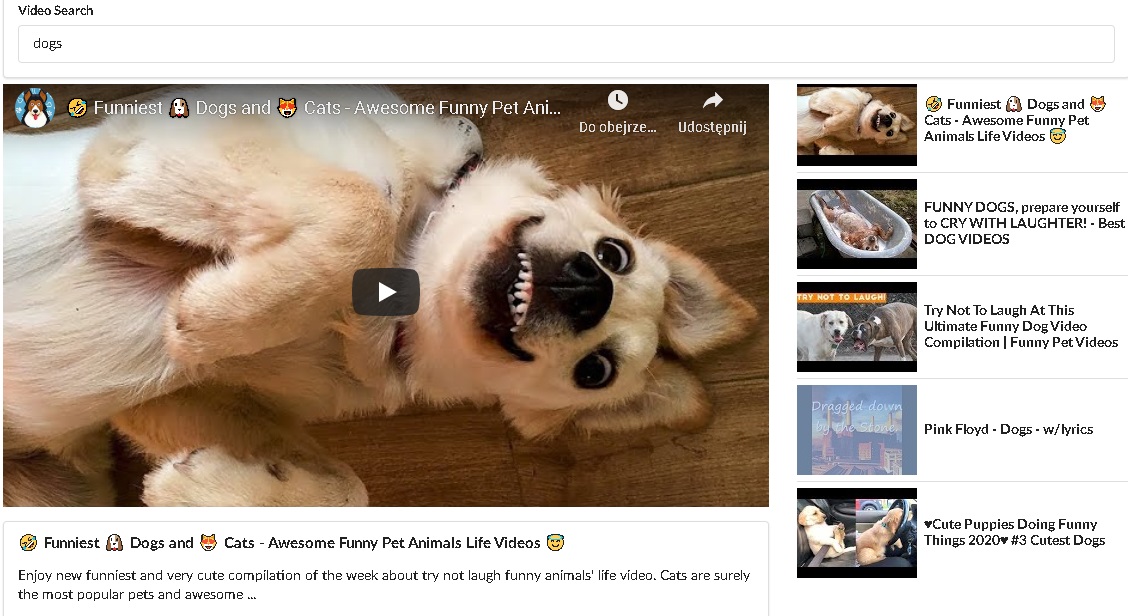 Video Search
dogs
🤣 Funniest 🐶 Dogs and 😻 Cats - Awesome Funny Pet Ani...
Do obejrze...
Udostępnij
🤣 Funniest 🐶 Dogs and 😻
Cats - Awesome Funny Pet
Animals Life Videos 😇
FUNNY DOGS, prepare yourself
to CRY WITH LAUGHTER! - Best
DOG VIDEOS
TRY NOT TO LAUGH!
Try Not To Laugh At This
Ultimate Funny Dog Video
Compilation | Funny Pet Videos
Dragged down
by the Stone
Pink Floyd - Dogs - w/lyrics
♥Cute Puppies Doing Funny
Things 2020♥ #3 Cutest Dogs
🤣 Funniest 🐶 Dogs and 😻 Cats - Awesome Funny Pet Animals Life Videos 😇
Enjoy new funniest and very cute compilation of the week about try not laugh funny animals' life video. Cats are surely
the most popular pets and awesome ...